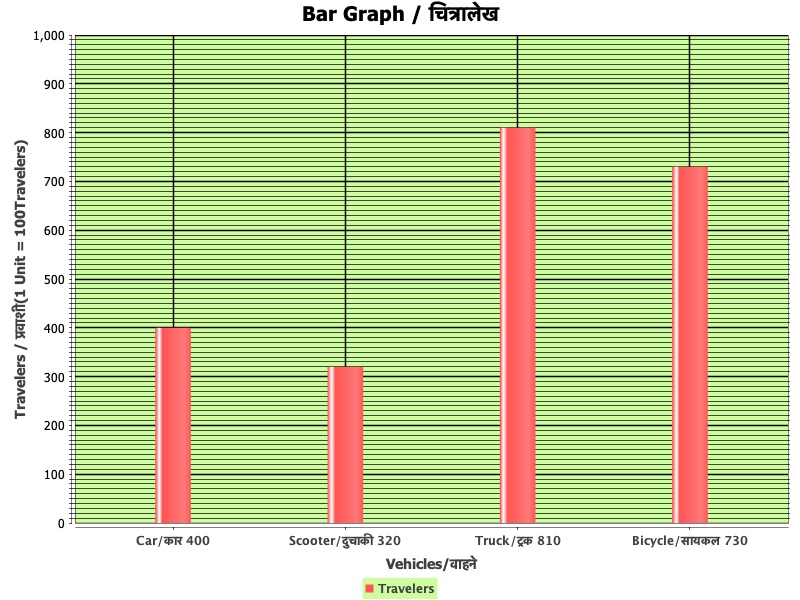 Bar Graph / चित्रालेख
Travelers / प्रवाशी(1 Unit = 100Travelers)
1,000
900
800
700
600
500
400
300
200
100
0
Car/कार 400 Scooter/दुचाकी 320 Truck/ट्रक 810 Bicycle/सायकल 730
Vehicles/वाहने
Travelers